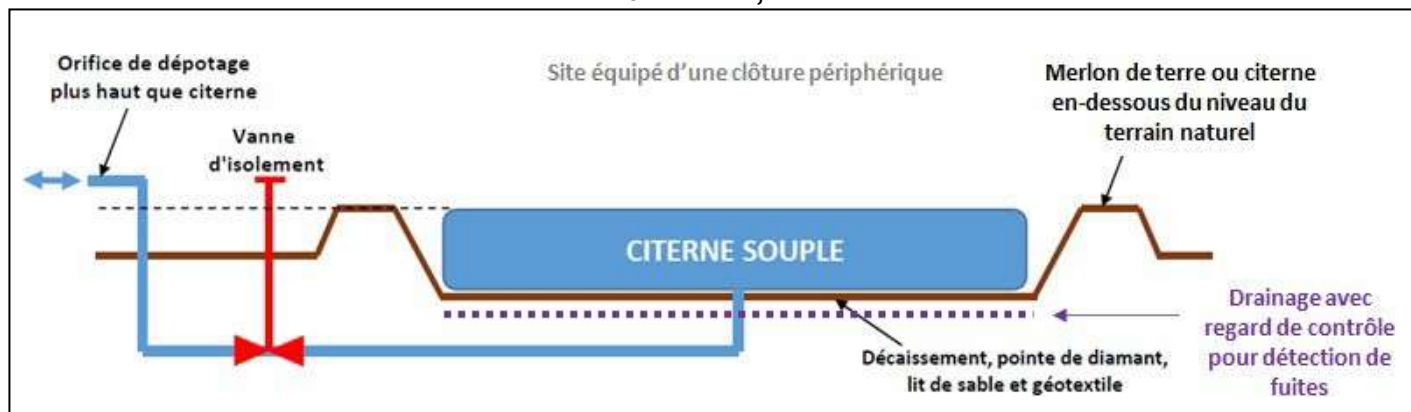 Orifice de dépotage
plus haut que citerne
Vanne
d'isolement
Site équipé d'une clôture périphérique
Merlon de terre ou citerne
en-dessous du niveau du
terrain naturel
CITERNE SOUPLE
Décaissement, pointe de diamant,
lit de sable et géotextile
Drainage avec
regard de contrôle
pour détection de
fuites